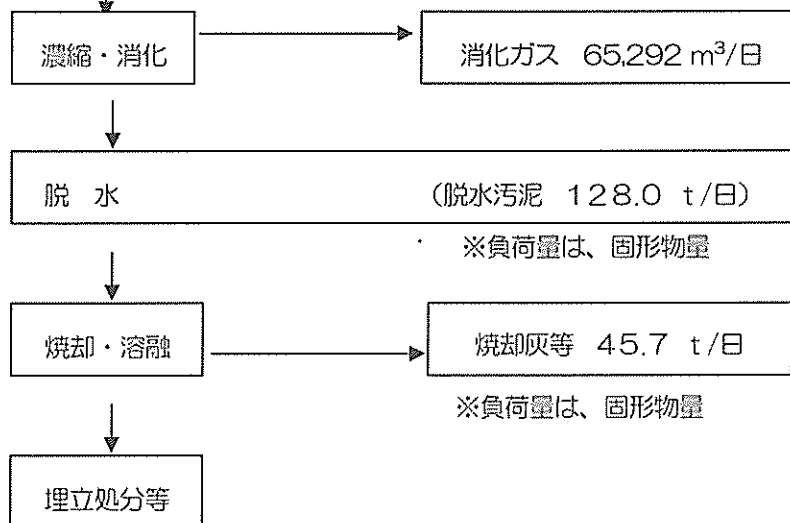 濃縮・消化
消化ガス 65,292 m³/日
脱 水 (脱水汚泥 128.0 t/日)
※負荷量は、固形物量
焼却・溶融
焼却灰等 45.7 t/日
※負荷量は、固形物量
埋立処分等